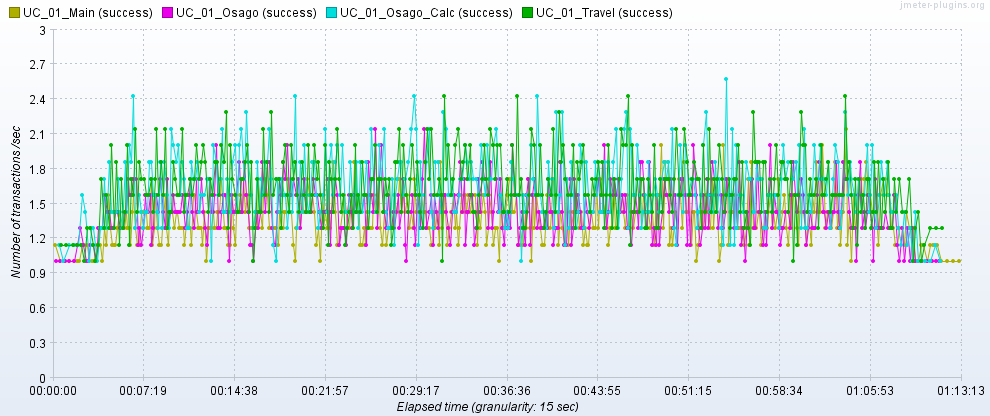 UC_01_Main (success) UC_01_Osago (success) UC_01_Osago_Calc (success) UC_01_Travel (success)
jmeter-plugins.org
Number of transactions /sec
3
2.7
2.4
2.1
1.8
1.5
1.2
0.9
0.6
0.3
0
00:00:00 00:07:19 00:14:38 00:21:57 00:29:17 00:36:36 00:43:55 00:51:15 00:58:34 01:05:53 01:13:13
Elapsed time (granularity: 15 sec)